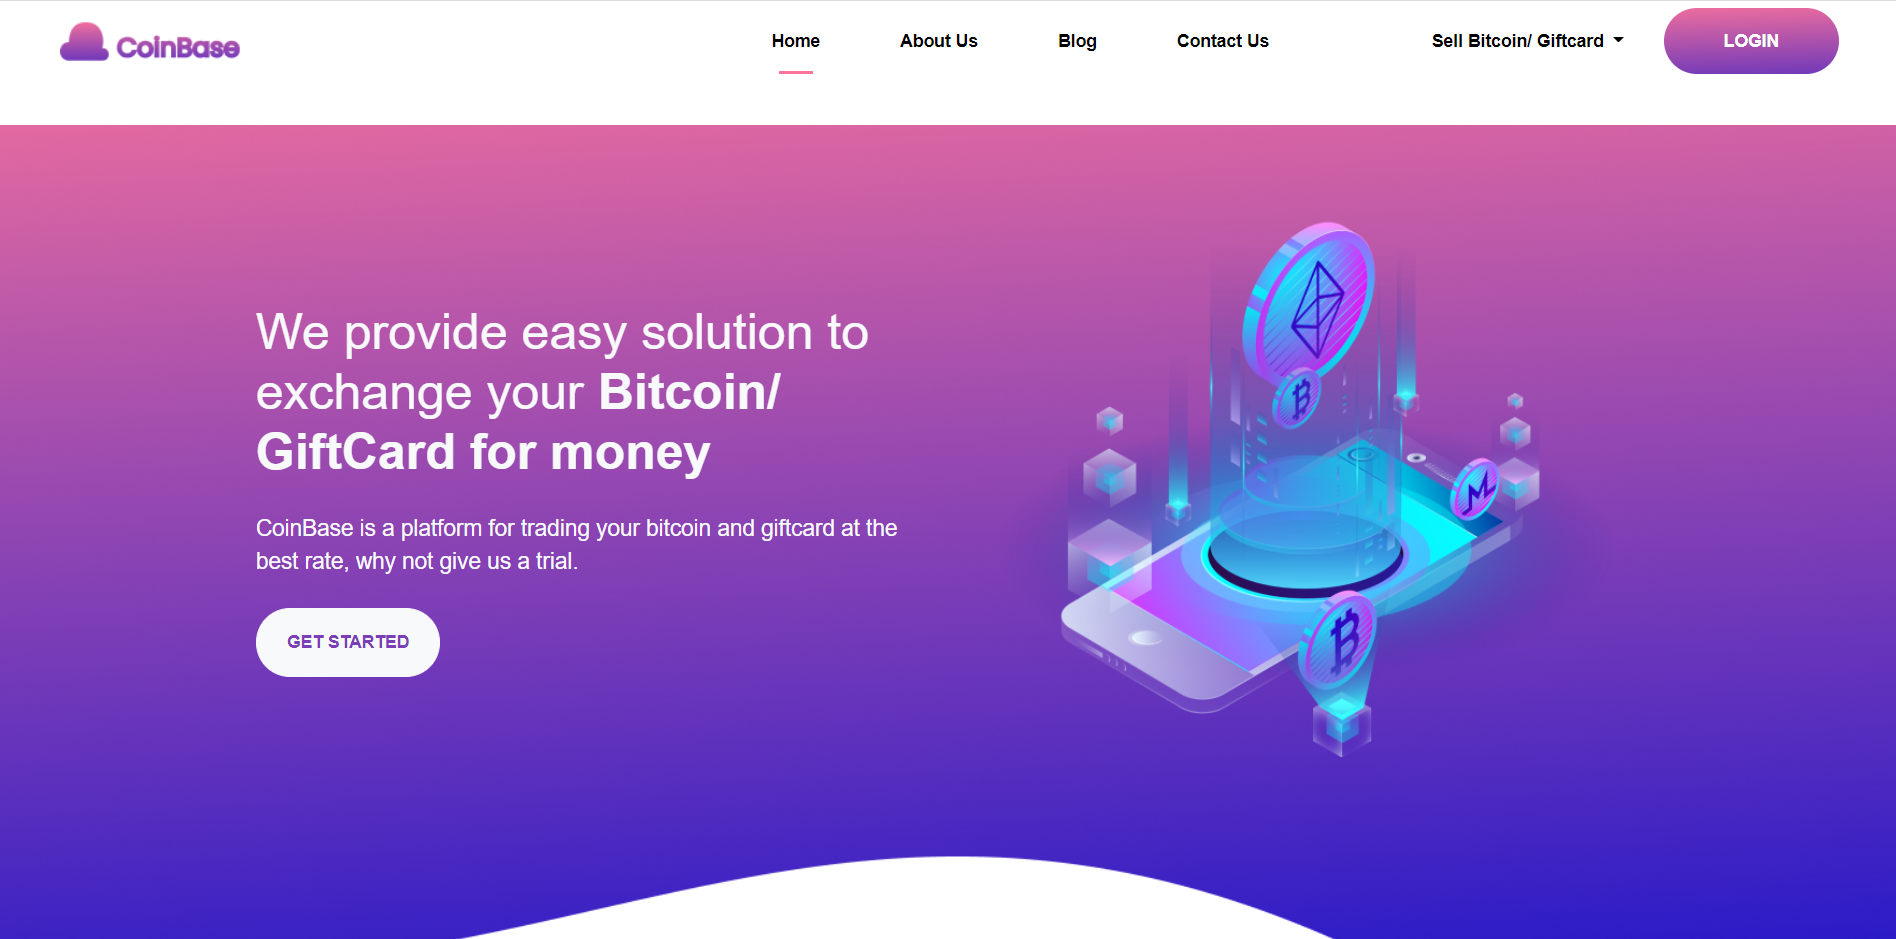 CoinBase
Home
About Us
Blog
Contact Us
Sell Bitcoin/ Giftcard
LOGIN
We provide easy solution to
exchange your Bitcoin/
GiftCard for money
CoinBase is a platform for trading your bitcoin and giftcard at the
best rate, why not give us a trial.
GET STARTED